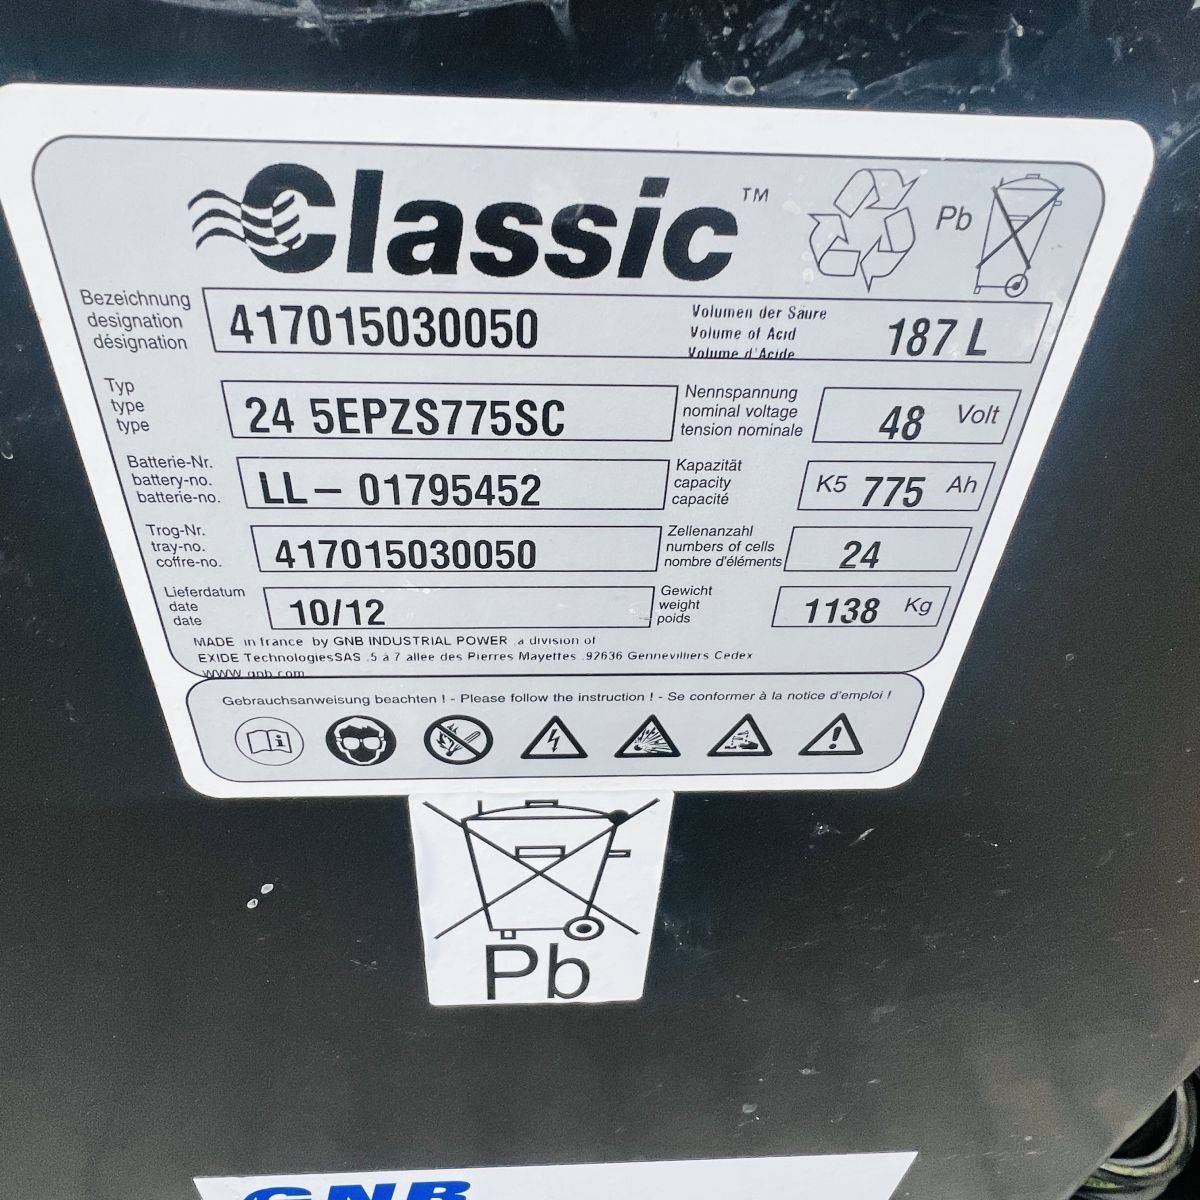 Classic™
Pb
Bezeichnung
designation
désignation
417015030050
Volumen der Säure
Volume of Acid
Volume d'Acide
187 L
Typ
type
type
24 5EPZS775SC
Nennspannung
nominal voltage
tension nominale
48 Volt
Batterie-Nr.
battery-no.
batterie-no.
LL - 01795452
Kapazität
capacity
capacité
K5 775 Ah
Trog-Nr.
tray-no.
coffre-no.
417015030050
Zellenanzahl
numbers of cells
nombre d'éléments
24
Lieferdatum
date
date
10/12
Gewicht
weight
poids
1138 Kg
MADE in france by GNB INDUSTRIAL POWER .a division of
EXIDE TechnologiesSAS .5 à 7 allee des Pierres Mayettes .92636 Gennevilliers Cedex
WWW.gnb.com
Gebrauchsanweisung beachten ! - Please follow the instruction ! - Se conformer à la notice d'emploi !
Pb
GNB